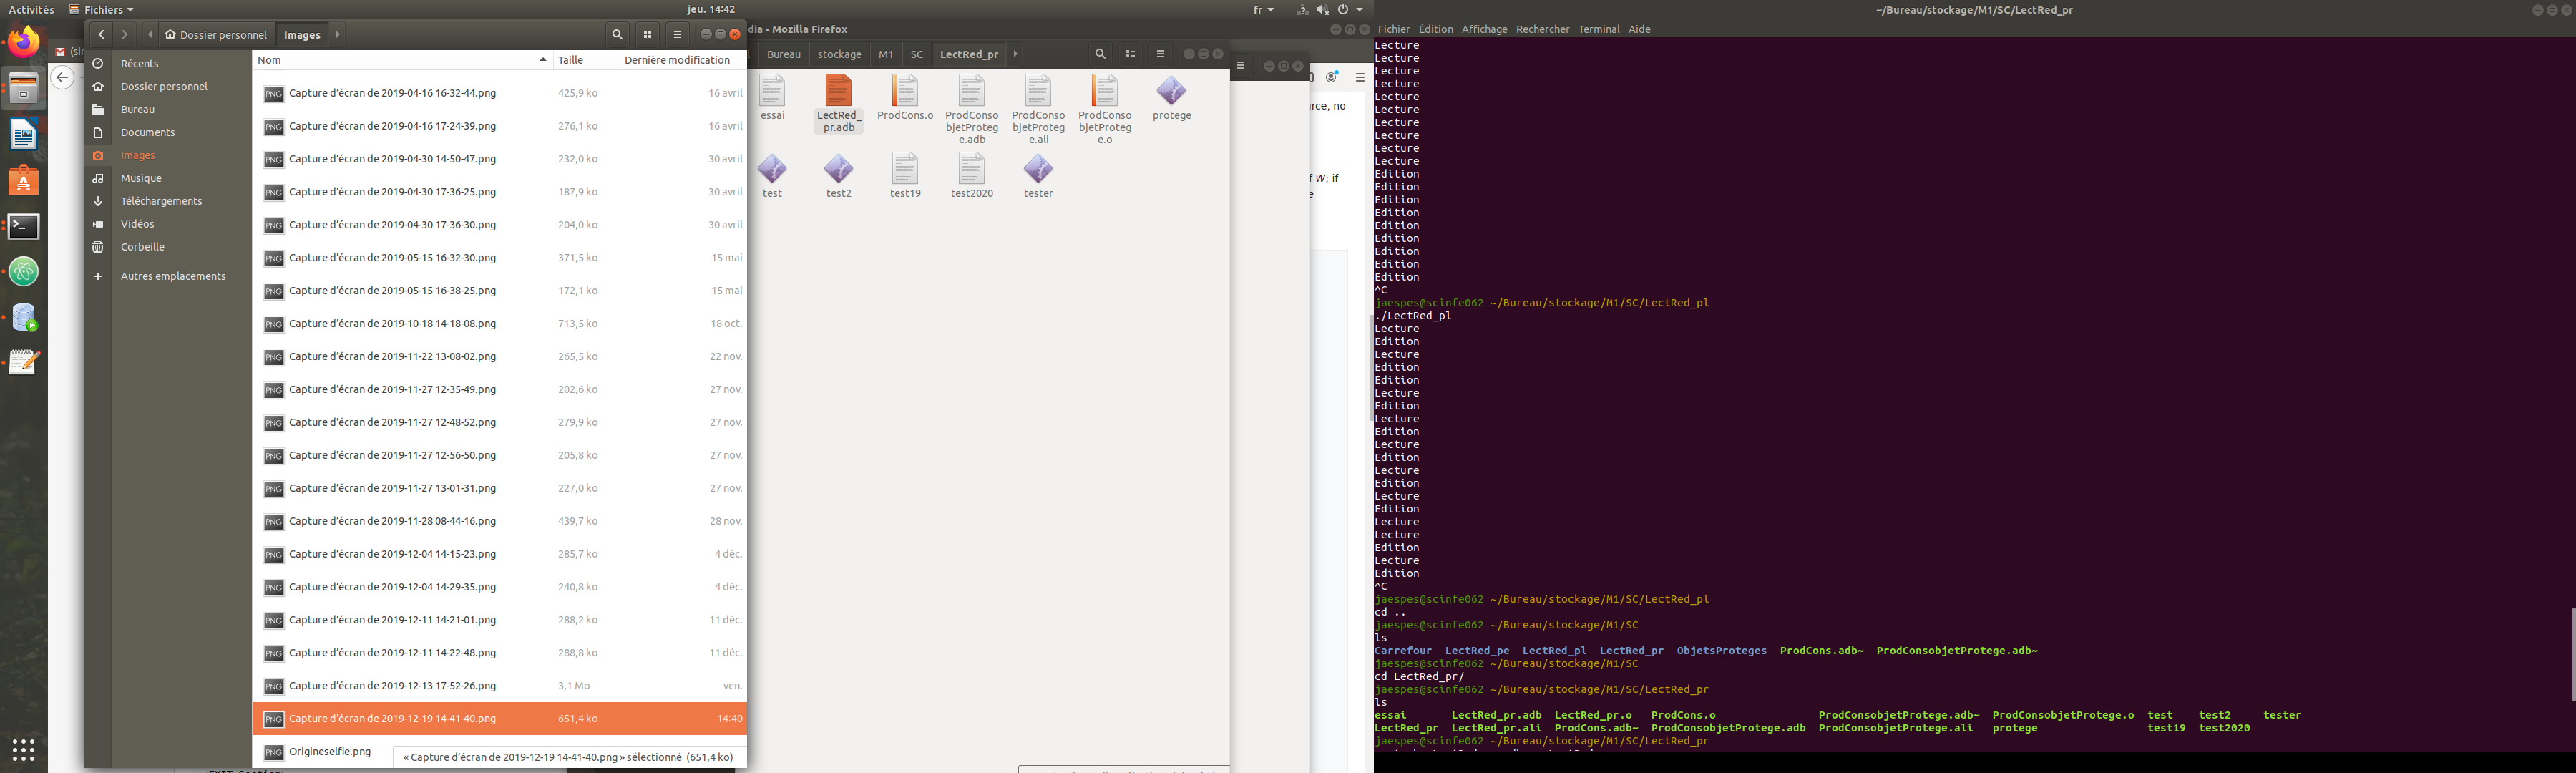 Activités
Fichiers
jeu. 14:42
fr
~/Bureau/stockage/M1/SC/LectRed_pr
Dossier personnel
Images
Récents
Dossier personnel
Bureau
Documents
Images
Musique
Téléchargements
Vidéos
Corbeille
Autres emplacements
Nom Taille Dernière modification
Capture d'écran de 2019-04-16 16-32-44.png 425,9 ko 16 avril
Capture d'écran de 2019-04-16 17-24-39.png 276,1 ko 16 avril
Capture d'écran de 2019-04-30 14-50-47.png 232,0 ko 30 avril
Capture d'écran de 2019-04-30 17-36-25.png 187,9 ko 30 avril
Capture d'écran de 2019-04-30 17-36-30.png 204,0 ko 30 avril
Capture d'écran de 2019-05-15 16-32-30.png 371,5 ko 15 mai
Capture d'écran de 2019-05-15 16-38-25.png 172,1 ko 15 mai
Capture d'écran de 2019-10-18 14-18-08.png 713,5 ko 18 oct.
Capture d'écran de 2019-11-22 13-08-02.png 265,5 ko 22 nov.
Capture d'écran de 2019-11-27 12-35-49.png 202,6 ko 27 nov.
Capture d'écran de 2019-11-27 12-48-52.png 279,9 ko 27 nov.
Capture d'écran de 2019-11-27 12-56-50.png 205,8 ko 27 nov.
Capture d'écran de 2019-11-27 13-01-31.png 227,0 ko 27 nov.
Capture d'écran de 2019-11-28 08-44-16.png 439,7 ko 28 nov.
Capture d'écran de 2019-12-04 14-15-23.png 285,7 ko 4 déc.
Capture d'écran de 2019-12-04 14-29-35.png 240,8 ko 4 déc.
Capture d'écran de 2019-12-11 14-21-01.png 288,2 ko 11 déc.
Capture d'écran de 2019-12-11 14-22-48.png 288,8 ko 11 déc.
Capture d'écran de 2019-12-13 17-52-26.png 3,1 Mo ven.
Capture d'écran de 2019-12-19 14-41-40.png 651,4 ko 14:40
Origineselfie.png
« Capture d'écran de 2019-12-19 14-41-40.png » sélectionné (651,4 ko)
dia - Mozilla Firefox
Bureau stockage M1 SC LectRed_pr
essai
LectRed_
pr.adb
ProdCons.o
ProdConso
bjetProteg
e.adb
ProdConso
bjetProteg
e.ali
ProdConso
bjetProteg
e.o
protege
test
test2
test19
test2020
tester
rce, no
f W; if
e
Fichier Édition Affichage Rechercher Terminal Aide
Lecture
Lecture
Lecture
Lecture
Lecture
Lecture
Lecture
Lecture
Lecture
Lecture
Edition
Edition
Edition
Edition
Edition
Edition
Edition
Edition
Edition
^C
jaespes@scinfe062 ~/Bureau/stockage/M1/SC/LectRed_pl
./LectRed_pl
Lecture
Edition
Lecture
Edition
Edition
Lecture
Edition
Lecture
Edition
Lecture
Edition
Lecture
Edition
Lecture
Edition
Lecture
Lecture
Edition
Lecture
Edition
^C
jaespes@scinfe062 ~/Bureau/stockage/M1/SC/LectRed_pl
cd ..
jaespes@scinfe062 ~/Bureau/stockage/M1/SC
ls
Carrefour LectRed_pe LectRed_pl LectRed_pr ObjetsProteges ProdCons.adb~ ProdConsobjetProtege.adb~
jaespes@scinfe062 ~/Bureau/stockage/M1/SC
cd LectRed_pr/
jaespes@scinfe062 ~/Bureau/stockage/M1/SC/LectRed_pr
ls
essai LectRed_pr.adb LectRed_pr.o ProdCons.o ProdConsobjetProtege.adb~ ProdConsobjetProtege.o test test2 tester
LectRed_pr LectRed_pr.ali ProdCons.adb~ ProdConsobjetProtege.adb ProdConsobjetProtege.ali protege test19 test2020
jaespes@scinfe062 ~/Bureau/stockage/M1/SC/LectRed_pr